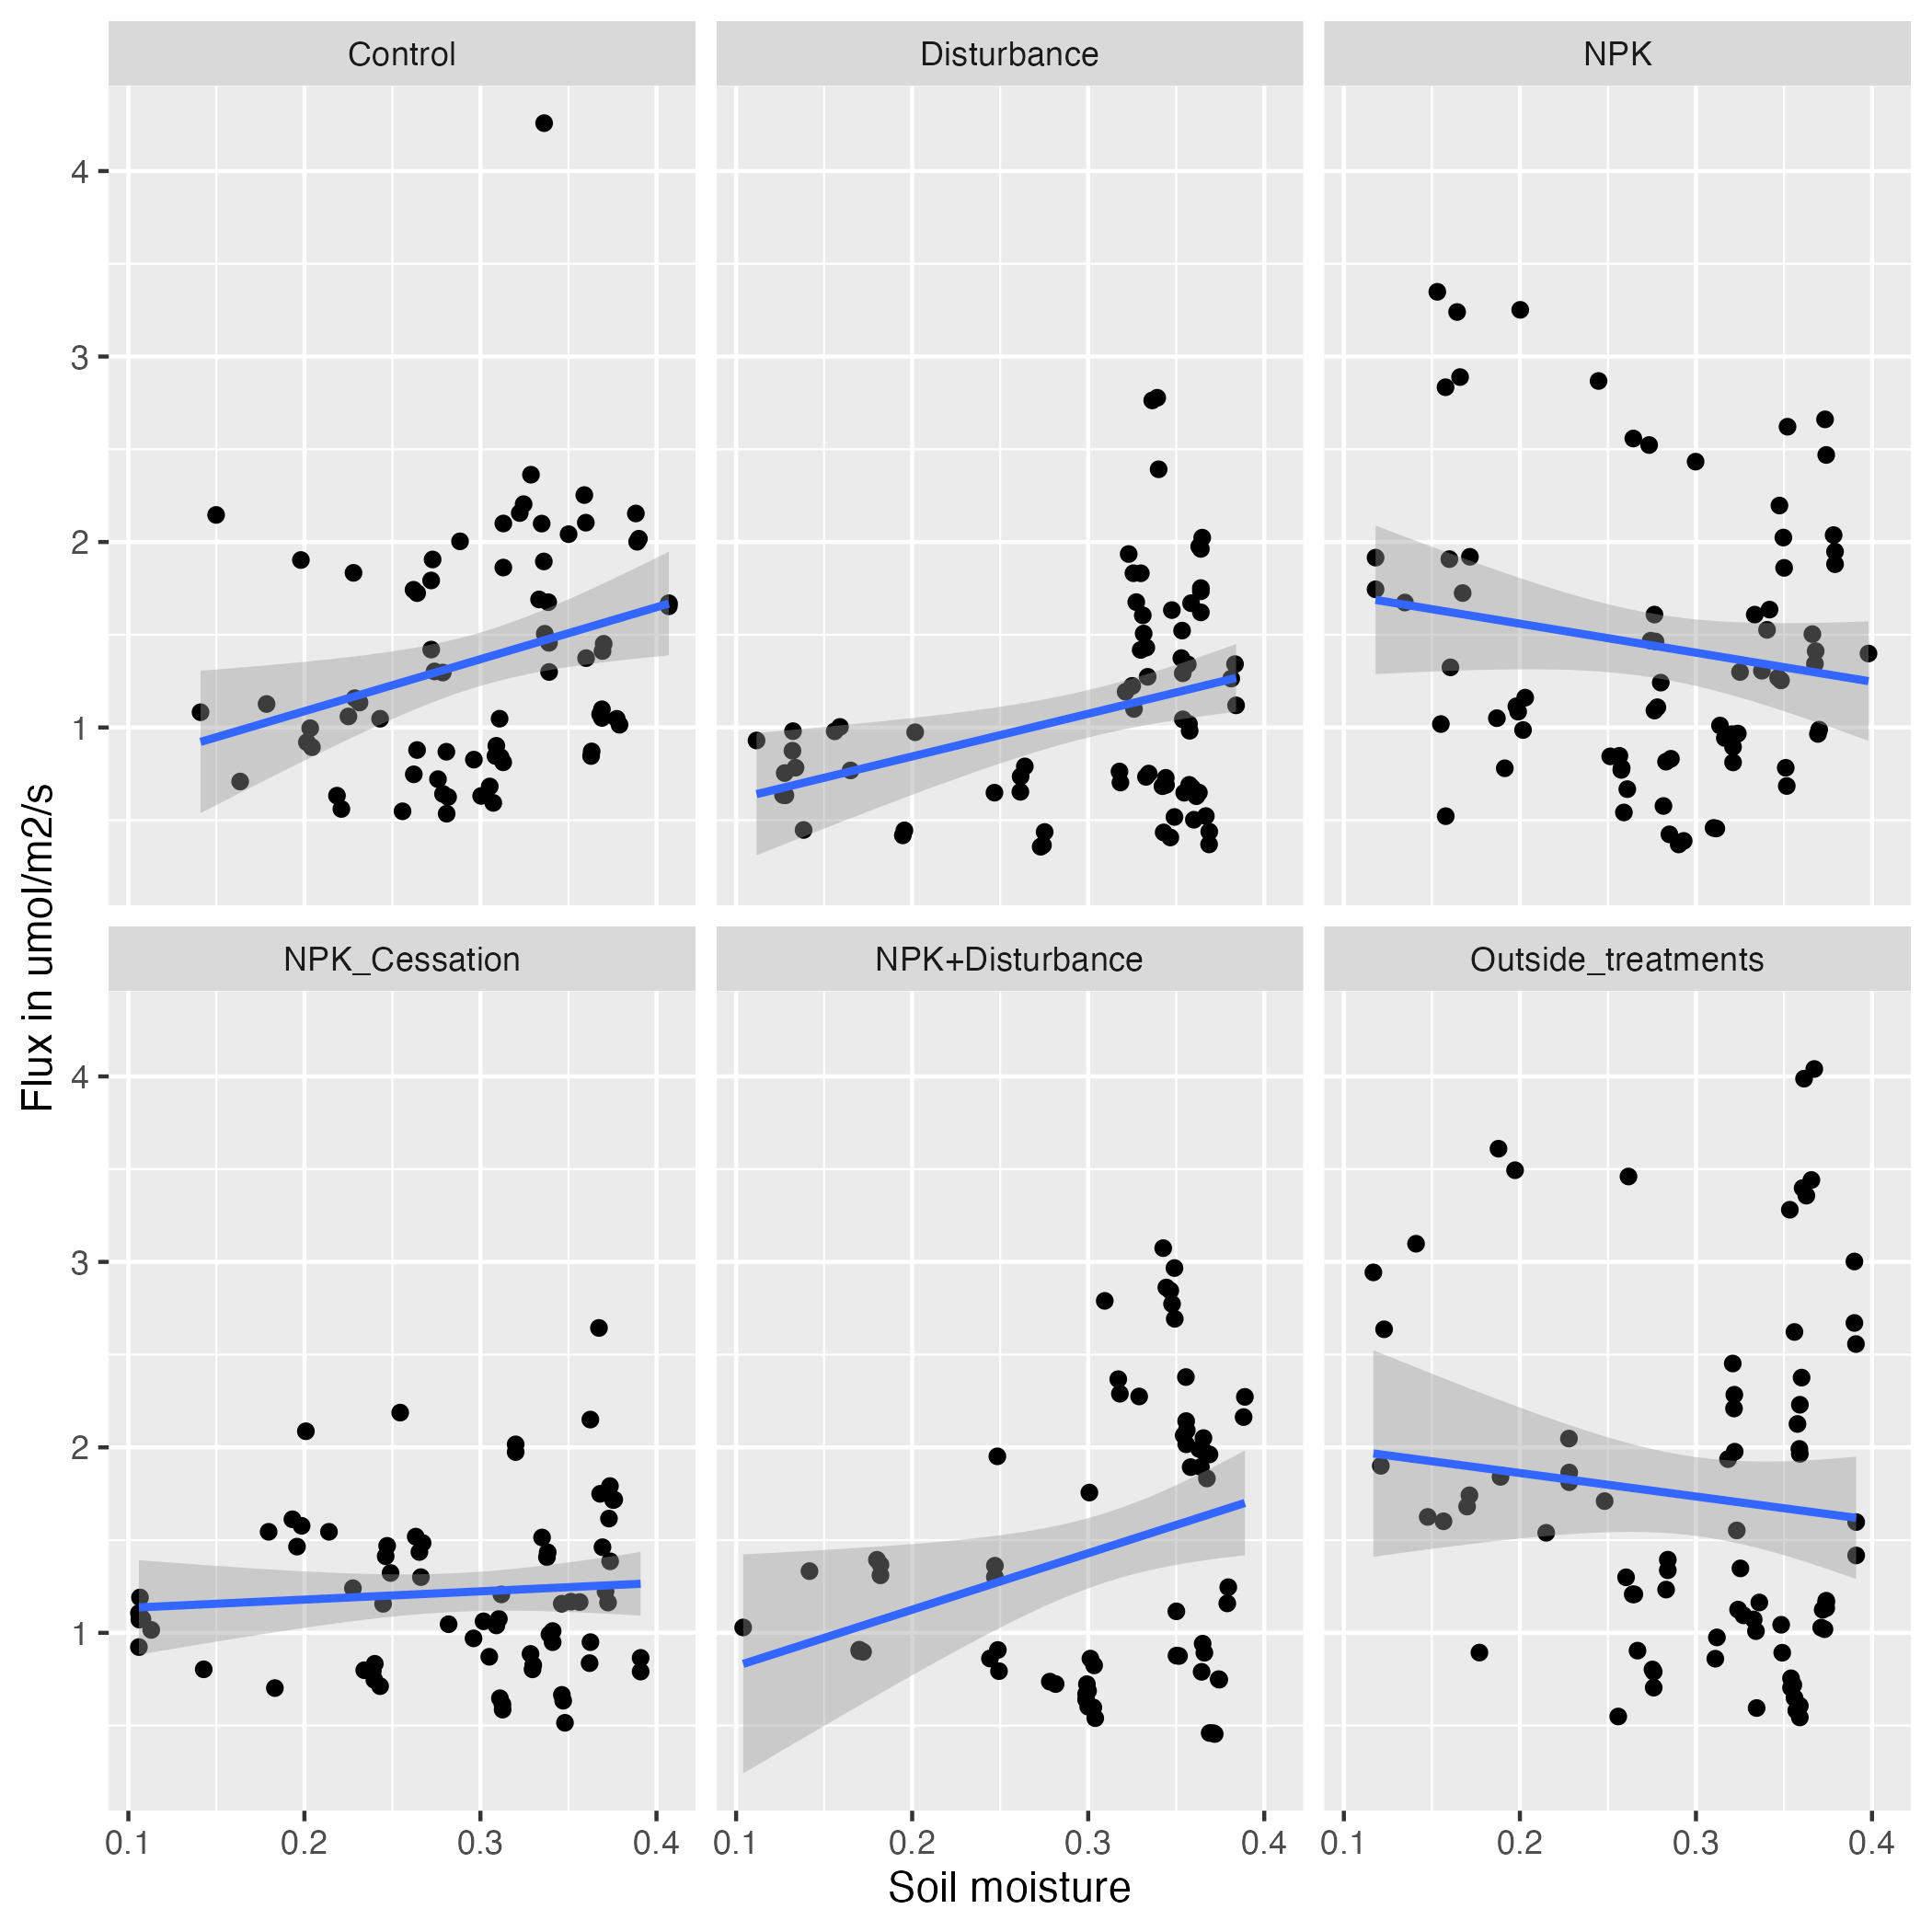 Control
Disturbance
NPK
4
3
2
1
NPK_Cessation
NPK+Disturbance
Outside_treatments
4
3
2
1
0.1 0.2 0.3 0.4
0.1 0.2 0.3 0.4
0.1 0.2 0.3 0.4
Soil moisture
Flux in umol/m2/s